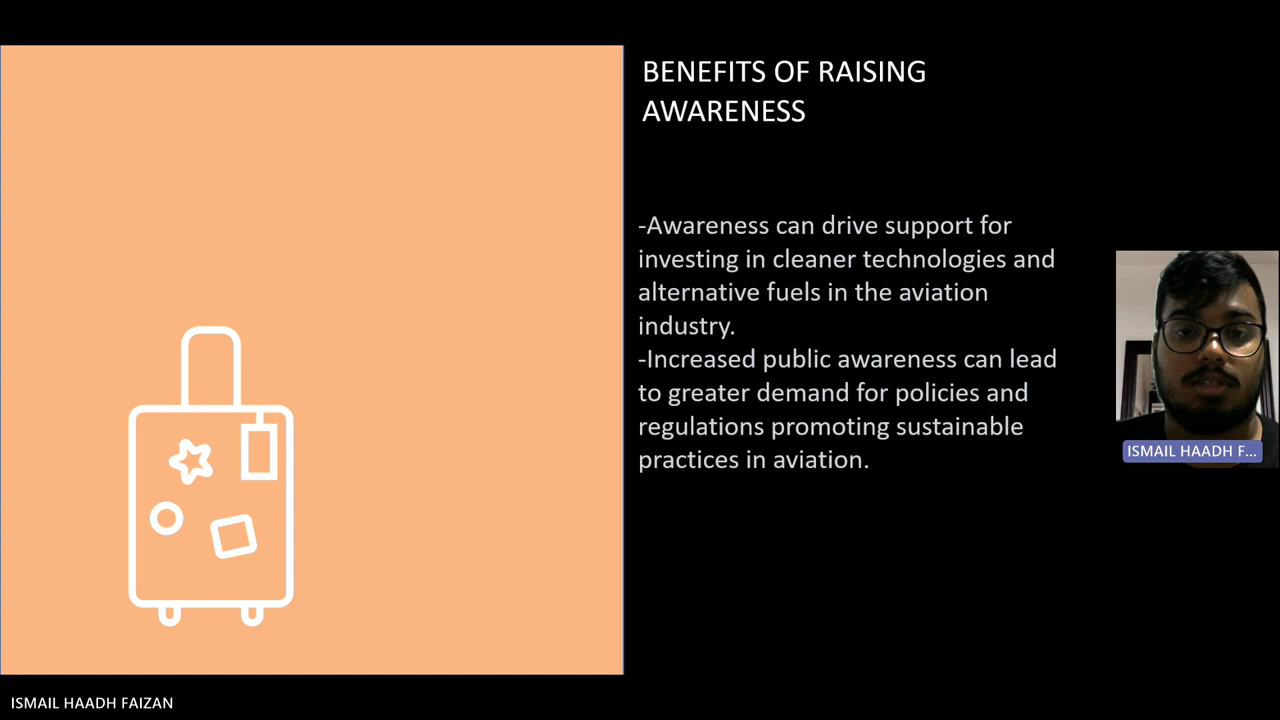 BENEFITS OF RAISING
AWARENESS
-Awareness can drive support for
investing in cleaner technologies and
alternative fuels in the aviation
industry.
-Increased public awareness can lead
to greater demand for policies and
regulations promoting sustainable
practices in aviation.
ISMAIL HAADH F...
ISMAIL HAADH FAIZAN